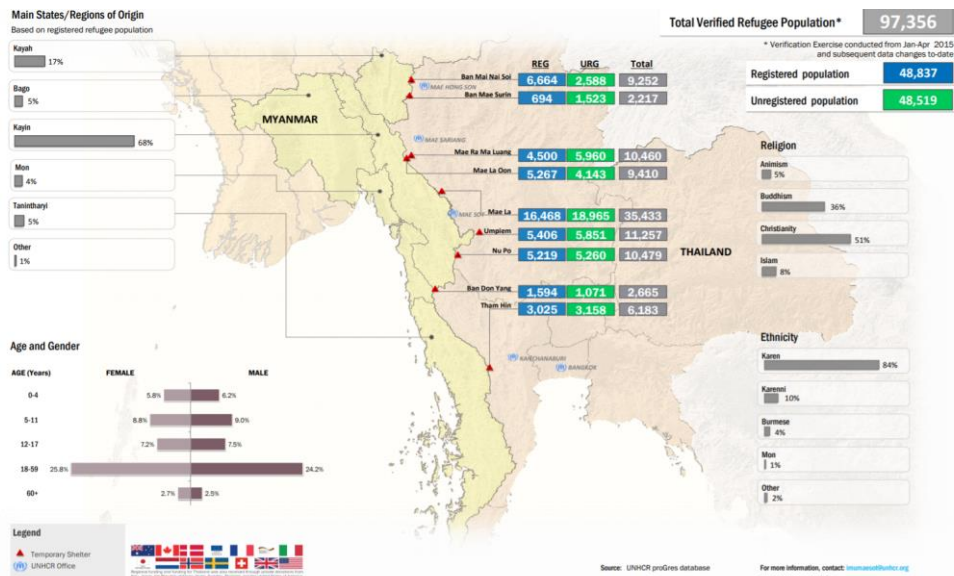 Main States/Regions of Origin
Based on registered refugee population
Kayah
17%
Bago
5%
Kayin
68%
Mon
4%
Tanintharyi
5%
Other
1%
Total Verified Refugee Population*
97,356
* Verification Exercise conducted from Jan-Apr 2015
and subsequent data changes to-date
Registered population
48,837
Unregistered population
48,519
REG URG Total
Ban Mai Nai Soi 6,664 2,588 9,252
Ban Mae Surin 694 1,523 2,217
Mae Ra Ma Luang 4,500 5,960 10,460
Mae La Oon 5,267 4,143 9,410
Mae La 16,468 18,965 35,433
Umpiem 5,406 5,851 11,257
Nu Po 5,219 5,260 10,479
Ban Don Yang 1,594 1,071 2,665
Tham Hin 3,025 3,158 6,183
MYANMAR
THAILAND
MAE HONG SON
MAE SARIANG
MAE SOT
KANCHANABURI
BANGKOK
Religion
Animism
5%
Buddhism
36%
Christianity
51%
Islam
8%
Ethnicity
Karen
84%
Karenni
10%
Burmese
4%
Mon
1%
Other
2%
Age and Gender
AGE (Years) FEMALE MALE
0-4 5.8% 6.2%
5-11 8.8% 9.0%
12-17 7.2% 7.5%
18-59 25.8% 24.2%
60+ 2.7% 2.5%
Legend
Temporary Shelter
UNHCR Office
Source: UNHCR proGres database
For more information, contact: